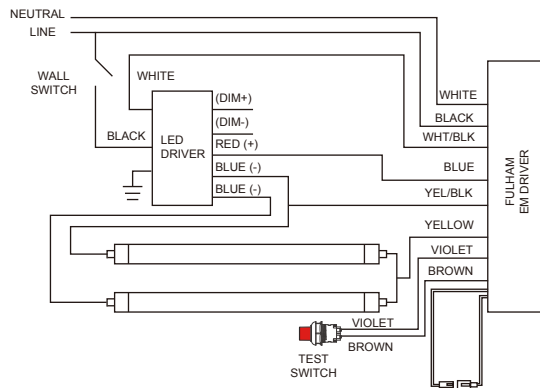 NEUTRAL
LINE
WALL
SWITCH
WHITE
BLACK
LED
DRIVER
(DIM+)
(DIM-)
RED (+)
BLUE (-)
BLUE (-)
WHITE
BLACK
WHT/BLK
BLUE
YEL/BLK
YELLOW
VIOLET
BROWN
FULHAM
EM DRIVER
VIOLET
BROWN
TEST
SWITCH